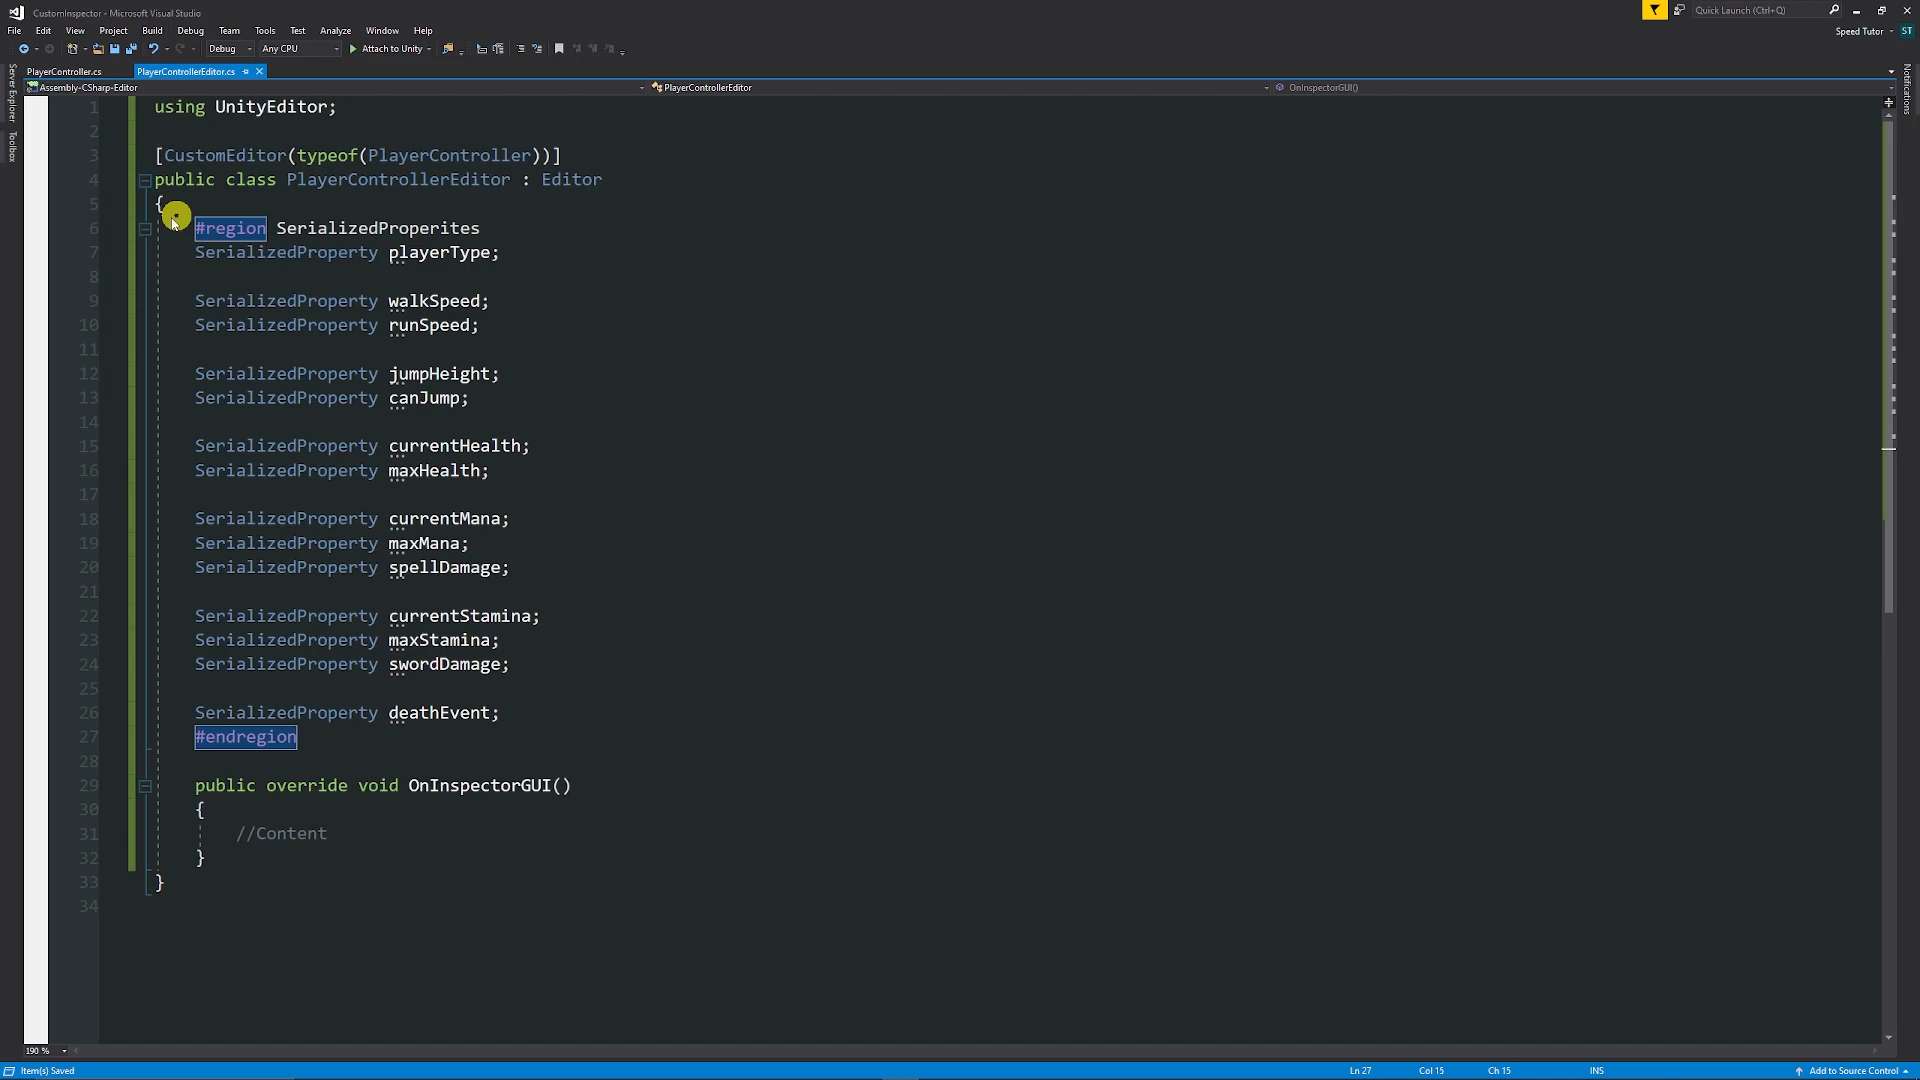 CustomInspector - Microsoft Visual Studio
Quick Launch (Ctrl+Q)
File Edit View Project Build Debug Team Tools Test Analyze Window Help
Speed Tutor ST
Debug Any CPU Attach to Unity
PlayerController.cs PlayerControllerEditor.cs
Assembly-CSharp-Editor PlayerControllerEditor OnInspectorGUI()
Server Explorer
Toolbox
Notifications
1 using UnityEditor;
2
3 [CustomEditor(typeof(PlayerController))]
4 public class PlayerControllerEditor : Editor
5 {
6 #region SerializedProperites
7 SerializedProperty playerType;
8
9 SerializedProperty walkSpeed;
10 SerializedProperty runSpeed;
11
12 SerializedProperty jumpHeight;
13 SerializedProperty canJump;
14
15 SerializedProperty currentHealth;
16 SerializedProperty maxHealth;
17
18 SerializedProperty currentMana;
19 SerializedProperty maxMana;
20 SerializedProperty spellDamage;
21
22 SerializedProperty currentStamina;
23 SerializedProperty maxStamina;
24 SerializedProperty swordDamage;
25
26 SerializedProperty deathEvent;
27 #endregion
28
29 public override void OnInspectorGUI()
30 {
31 //Content
32 }
33 }
34
190 %
Item(s) Saved Ln 27 Col 15 Ch 15 INS Add to Source Control